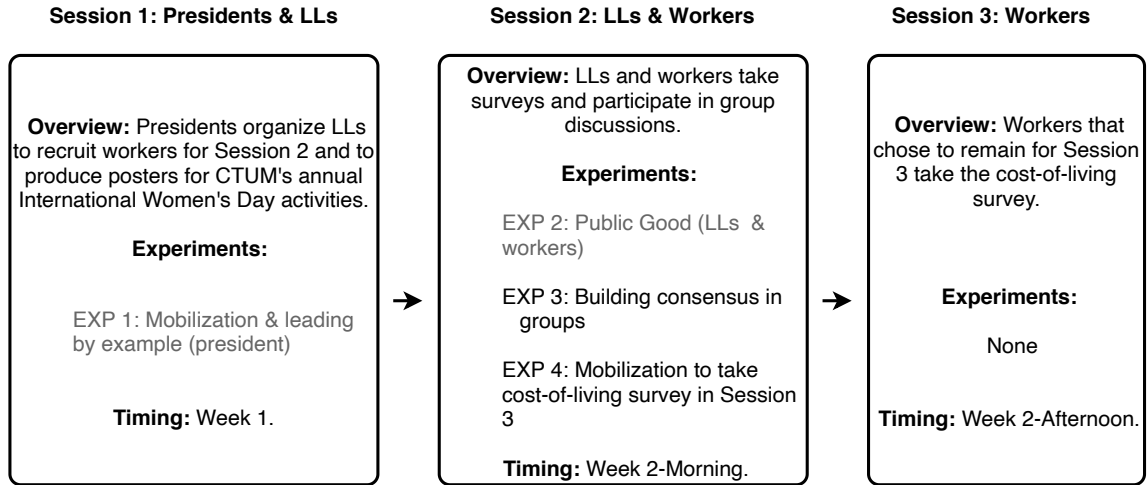 Session 1: Presidents & LLs
Overview: Presidents organize LLs
to recruit workers for Session 2 and to
produce posters for CTUM's annual
International Women's Day activities.
Experiments:
EXP 1: Mobilization & leading
by example (president)
Timing: Week 1.
Session 2: LLs & Workers
Overview: LLs and workers take
surveys and participate in group
discussions.
Experiments:
EXP 2: Public Good (LLs &
workers)
EXP 3: Building consensus in
groups
EXP 4: Mobilization to take
cost-of-living survey in Session
3
Timing: Week 2-Morning.
Session 3: Workers
Overview: Workers that
chose to remain for Session
3 take the cost-of-living
survey.
Experiments:
None
Timing: Week 2-Afternoon.